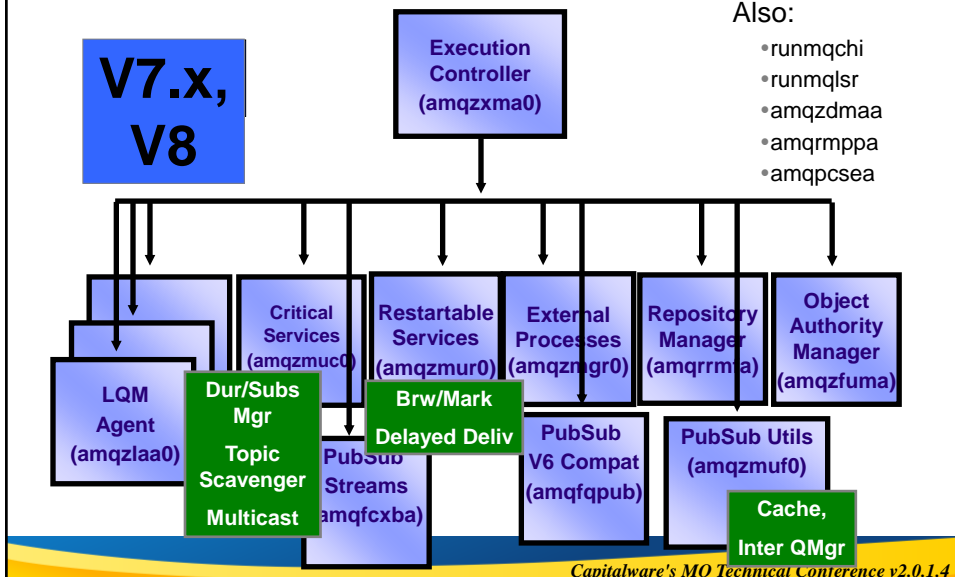 V7.x,
V8
Execution
Controller
(amqzxma0)
Also:
•runmqchi
•runmqlsr
•amqzdmaa
•amqrmppa
•amqpcsea
LQM
Agent
(amqzlaa0)
Critical
Services
(amqzmuc0)
Dur/Subs
Mgr
Topic
Scavenger
Multicast
PubSub
Streams
(amqfcxba)
Restartable
Services
(amqzmur0)
Brw/Mark
Delayed Deliv
External
Processes
(amqzmgr0)
PubSub
V6 Compat
(amqfqpub)
Repository
Manager
(amqrrmfa)
PubSub Utils
(amqzmuf0)
Cache,
Inter QMgr
Object
Authority
Manager
(amqzfuma)
Capitalware's MQ Technical Conference v2.0.1.4